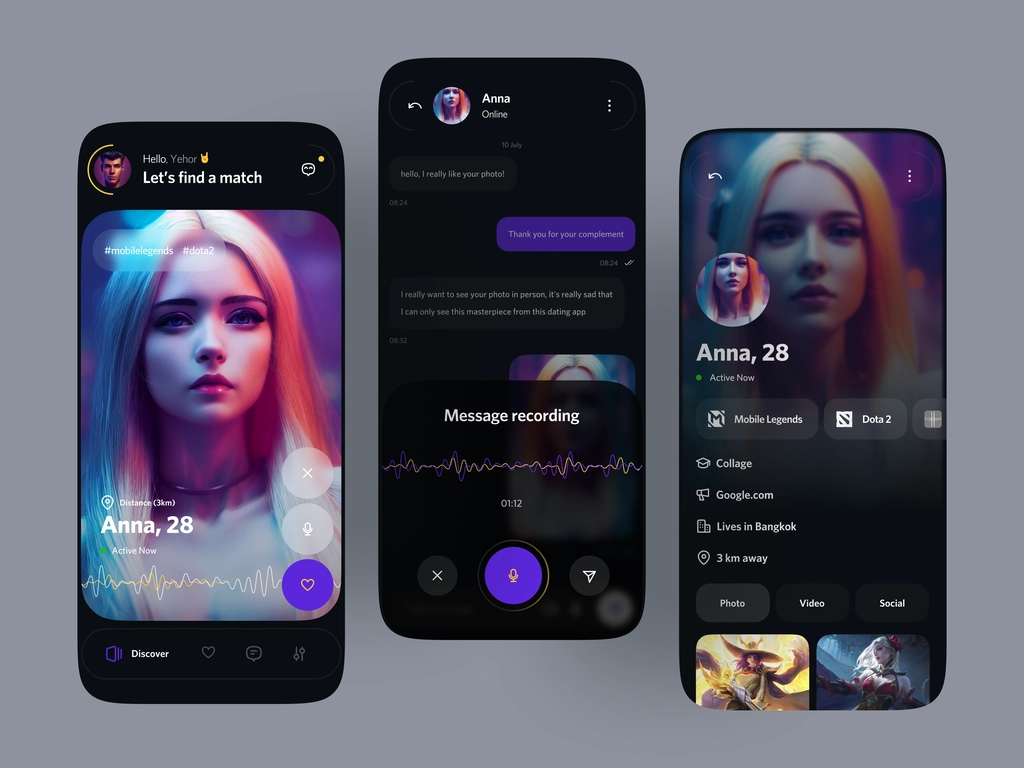 Hello, Yehor 🤘
Let's find a match
#mobilelegends #dota2
Distance (3km)
Anna, 28
Active Now
Discover
Anna
Online
10 July
hello, I really like your photo!
08:24
Thank you for your complement
08:24
I really want to see your photo in person, it's really sad that
I can only see this masterpiece from this dating app
08:32
Message recording
01:12
Anna, 28
Active Now
Mobile Legends
Dota 2
Collage
Google.com
Lives in Bangkok
3 km away
Photo
Video
Social